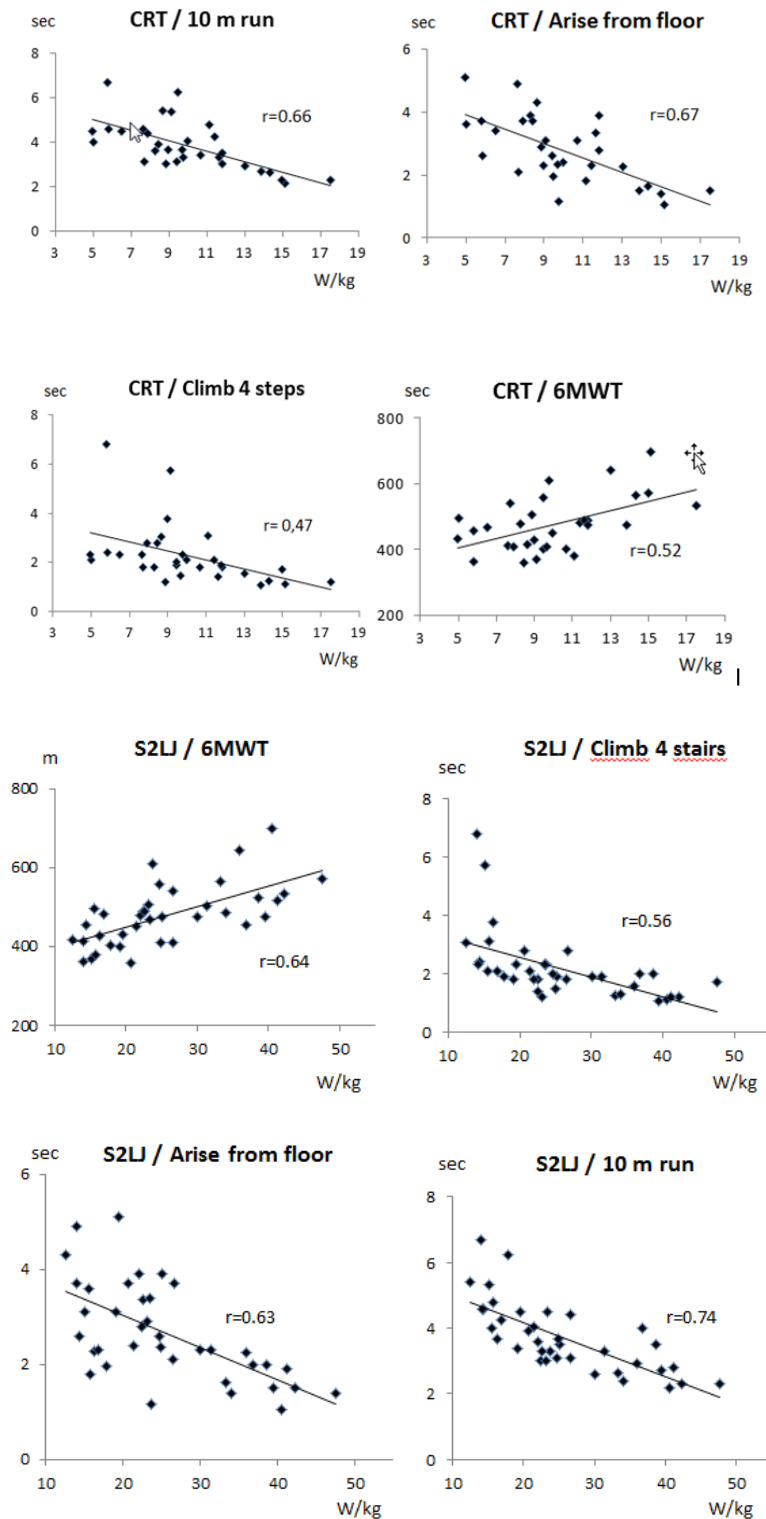 CRT / 10 m run
sec
8
6
4
2
0
r=0.66
3 5 7 9 11 13 15 17 19
W/kg
CRT / Arise from floor
sec
6
4
2
0
r=0.67
3 5 7 9 11 13 15 17 19
W/kg
CRT / Climb 4 steps
sec
8
6
4
2
0
r= 0,47
3 5 7 9 11 13 15 17 19
W/kg
CRT / 6MWT
sec
800
600
400
200
r=0.52
3 5 7 9 11 13 15 17 19
W/kg
S2LJ / 6MWT
m
800
600
400
200
r=0.64
10 20 30 40 50
W/kg
S2LJ / Climb 4 stairs
sec
8
6
4
2
0
r=0.56
10 20 30 40 50
W/kg
S2LJ / Arise from floor
sec
6
4
2
0
r=0.63
0 10 20 30 40 50
W/kg
S2LJ / 10 m run
sec
8
6
4
2
0
r=0.74
10 20 30 40 50
W/kg